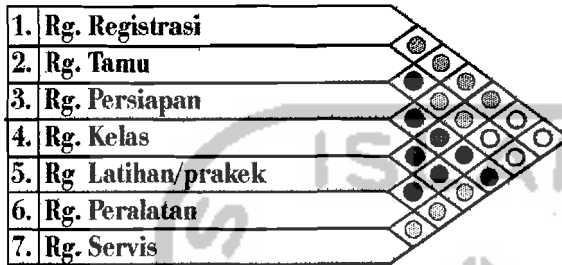 1. Rg. Registrasi
2. Rg. Tamu
3. Rg. Persiapan
4. Rg. Kelas
5. Rg Latihan/prakek
6. Rg. Peralatan
7. Rg. Servis